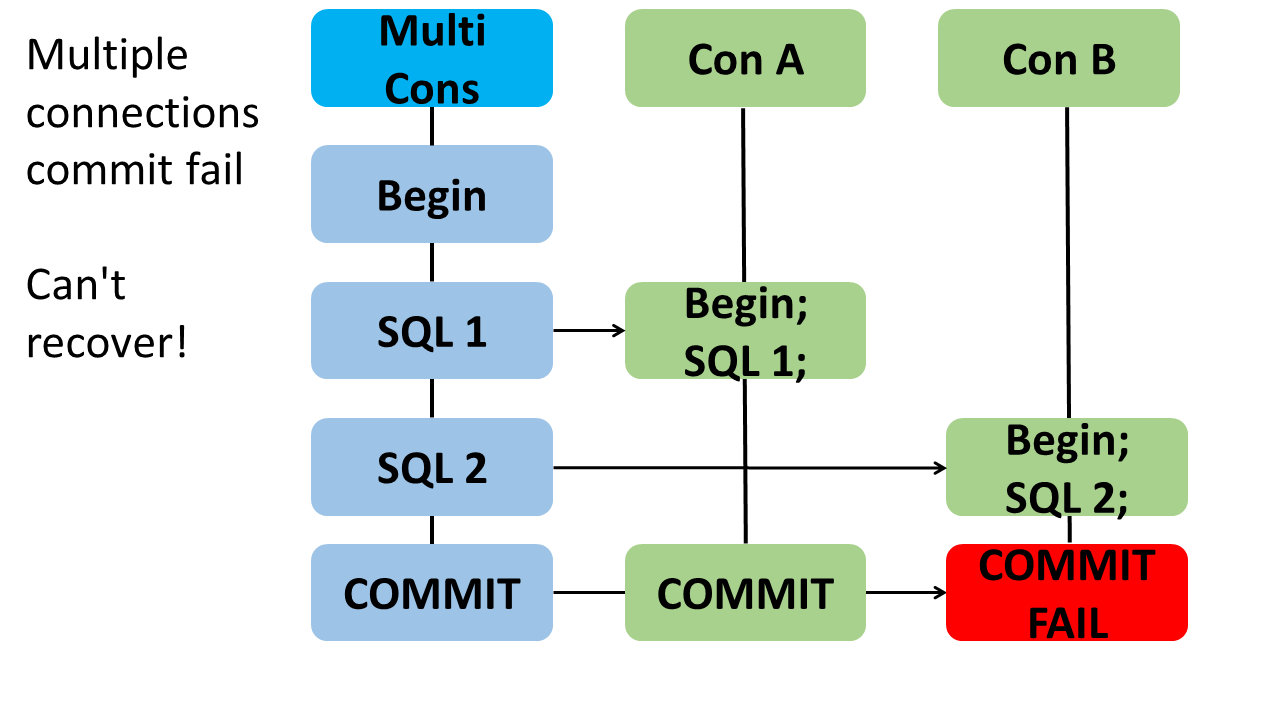 Multiple
connections
commit fail
Can't
recover!
Multi
Cons
Con A
Con B
Begin
SQL 1
Begin;
SQL 1;
SQL 2
Begin;
SQL 2;
COMMIT
COMMIT
COMMIT
FAIL